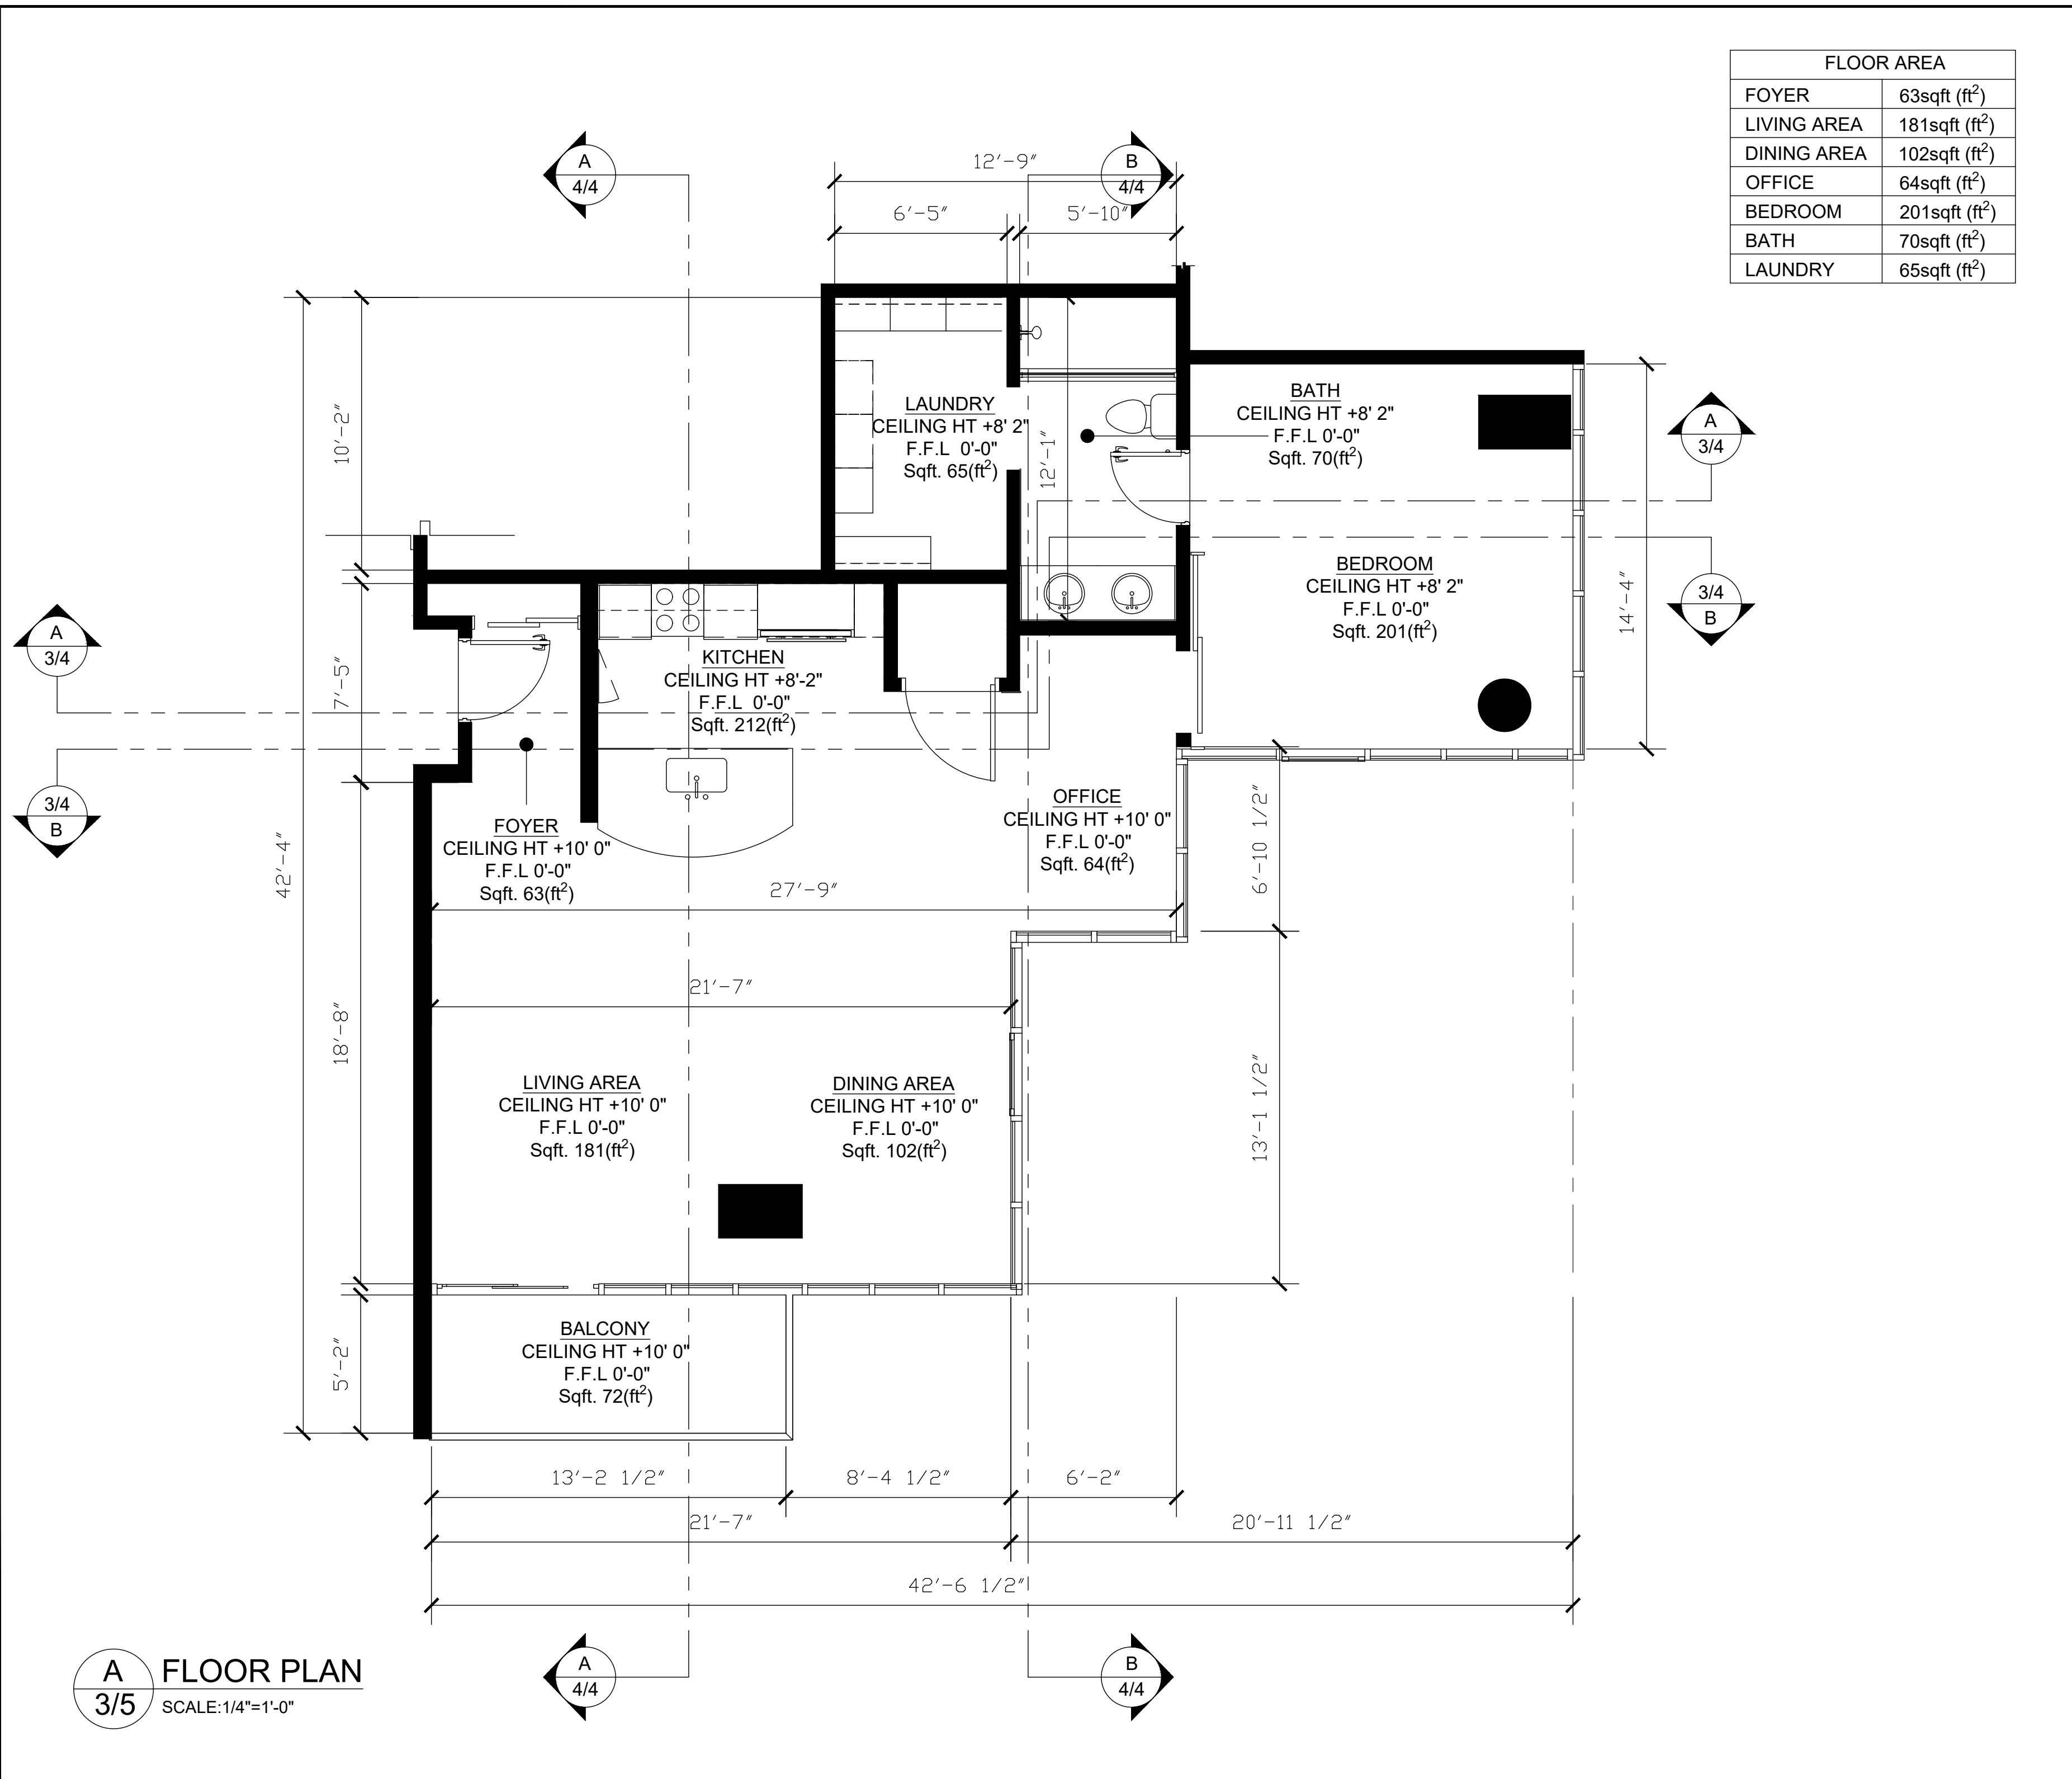 FLOOR AREA
FOYER 63sqft (ft²)
LIVING AREA 181sqft (ft²)
DINING AREA 102sqft (ft²)
OFFICE 64sqft (ft²)
BEDROOM 201sqft (ft²)
BATH 70sqft (ft²)
LAUNDRY 65sqft (ft²)
A
4/4
B
4/4
12'-9"
6'-5"
5'-10"
10'-2"
12'-1"
LAUNDRY
CEILING HT +8' 2"
F.F.L 0'-0"
Sqft. 65(ft²)
BATH
CEILING HT +8' 2"
F.F.L 0'-0"
Sqft. 70(ft²)
A
3/4
BEDROOM
CEILING HT +8' 2"
F.F.L 0'-0"
Sqft. 201(ft²)
14'-4"
3/4
B
A
3/4
7'-5"
KITCHEN
CEILING HT +8'-2"
F.F.L 0'-0"
Sqft. 212(ft²)
3/4
B
42'-4"
FOYER
CEILING HT +10' 0"
F.F.L 0'-0"
Sqft. 63(ft²)
OFFICE
CEILING HT +10' 0"
F.F.L 0'-0"
Sqft. 64(ft²)
6'-10 1/2"
27'-9"
21'-7"
18'-8"
13'-1 1/2"
LIVING AREA
CEILING HT +10' 0"
F.F.L 0'-0"
Sqft. 181(ft²)
DINING AREA
CEILING HT +10' 0"
F.F.L 0'-0"
Sqft. 102(ft²)
5'-2"
BALCONY
CEILING HT +10' 0"
F.F.L 0'-0"
Sqft. 72(ft²)
13'-2 1/2"
8'-4 1/2"
6'-2"
21'-7"
20'-11 1/2"
42'-6 1/2"
A
4/4
B
4/4
A
3/5
FLOOR PLAN
SCALE:1/4"=1'-0"